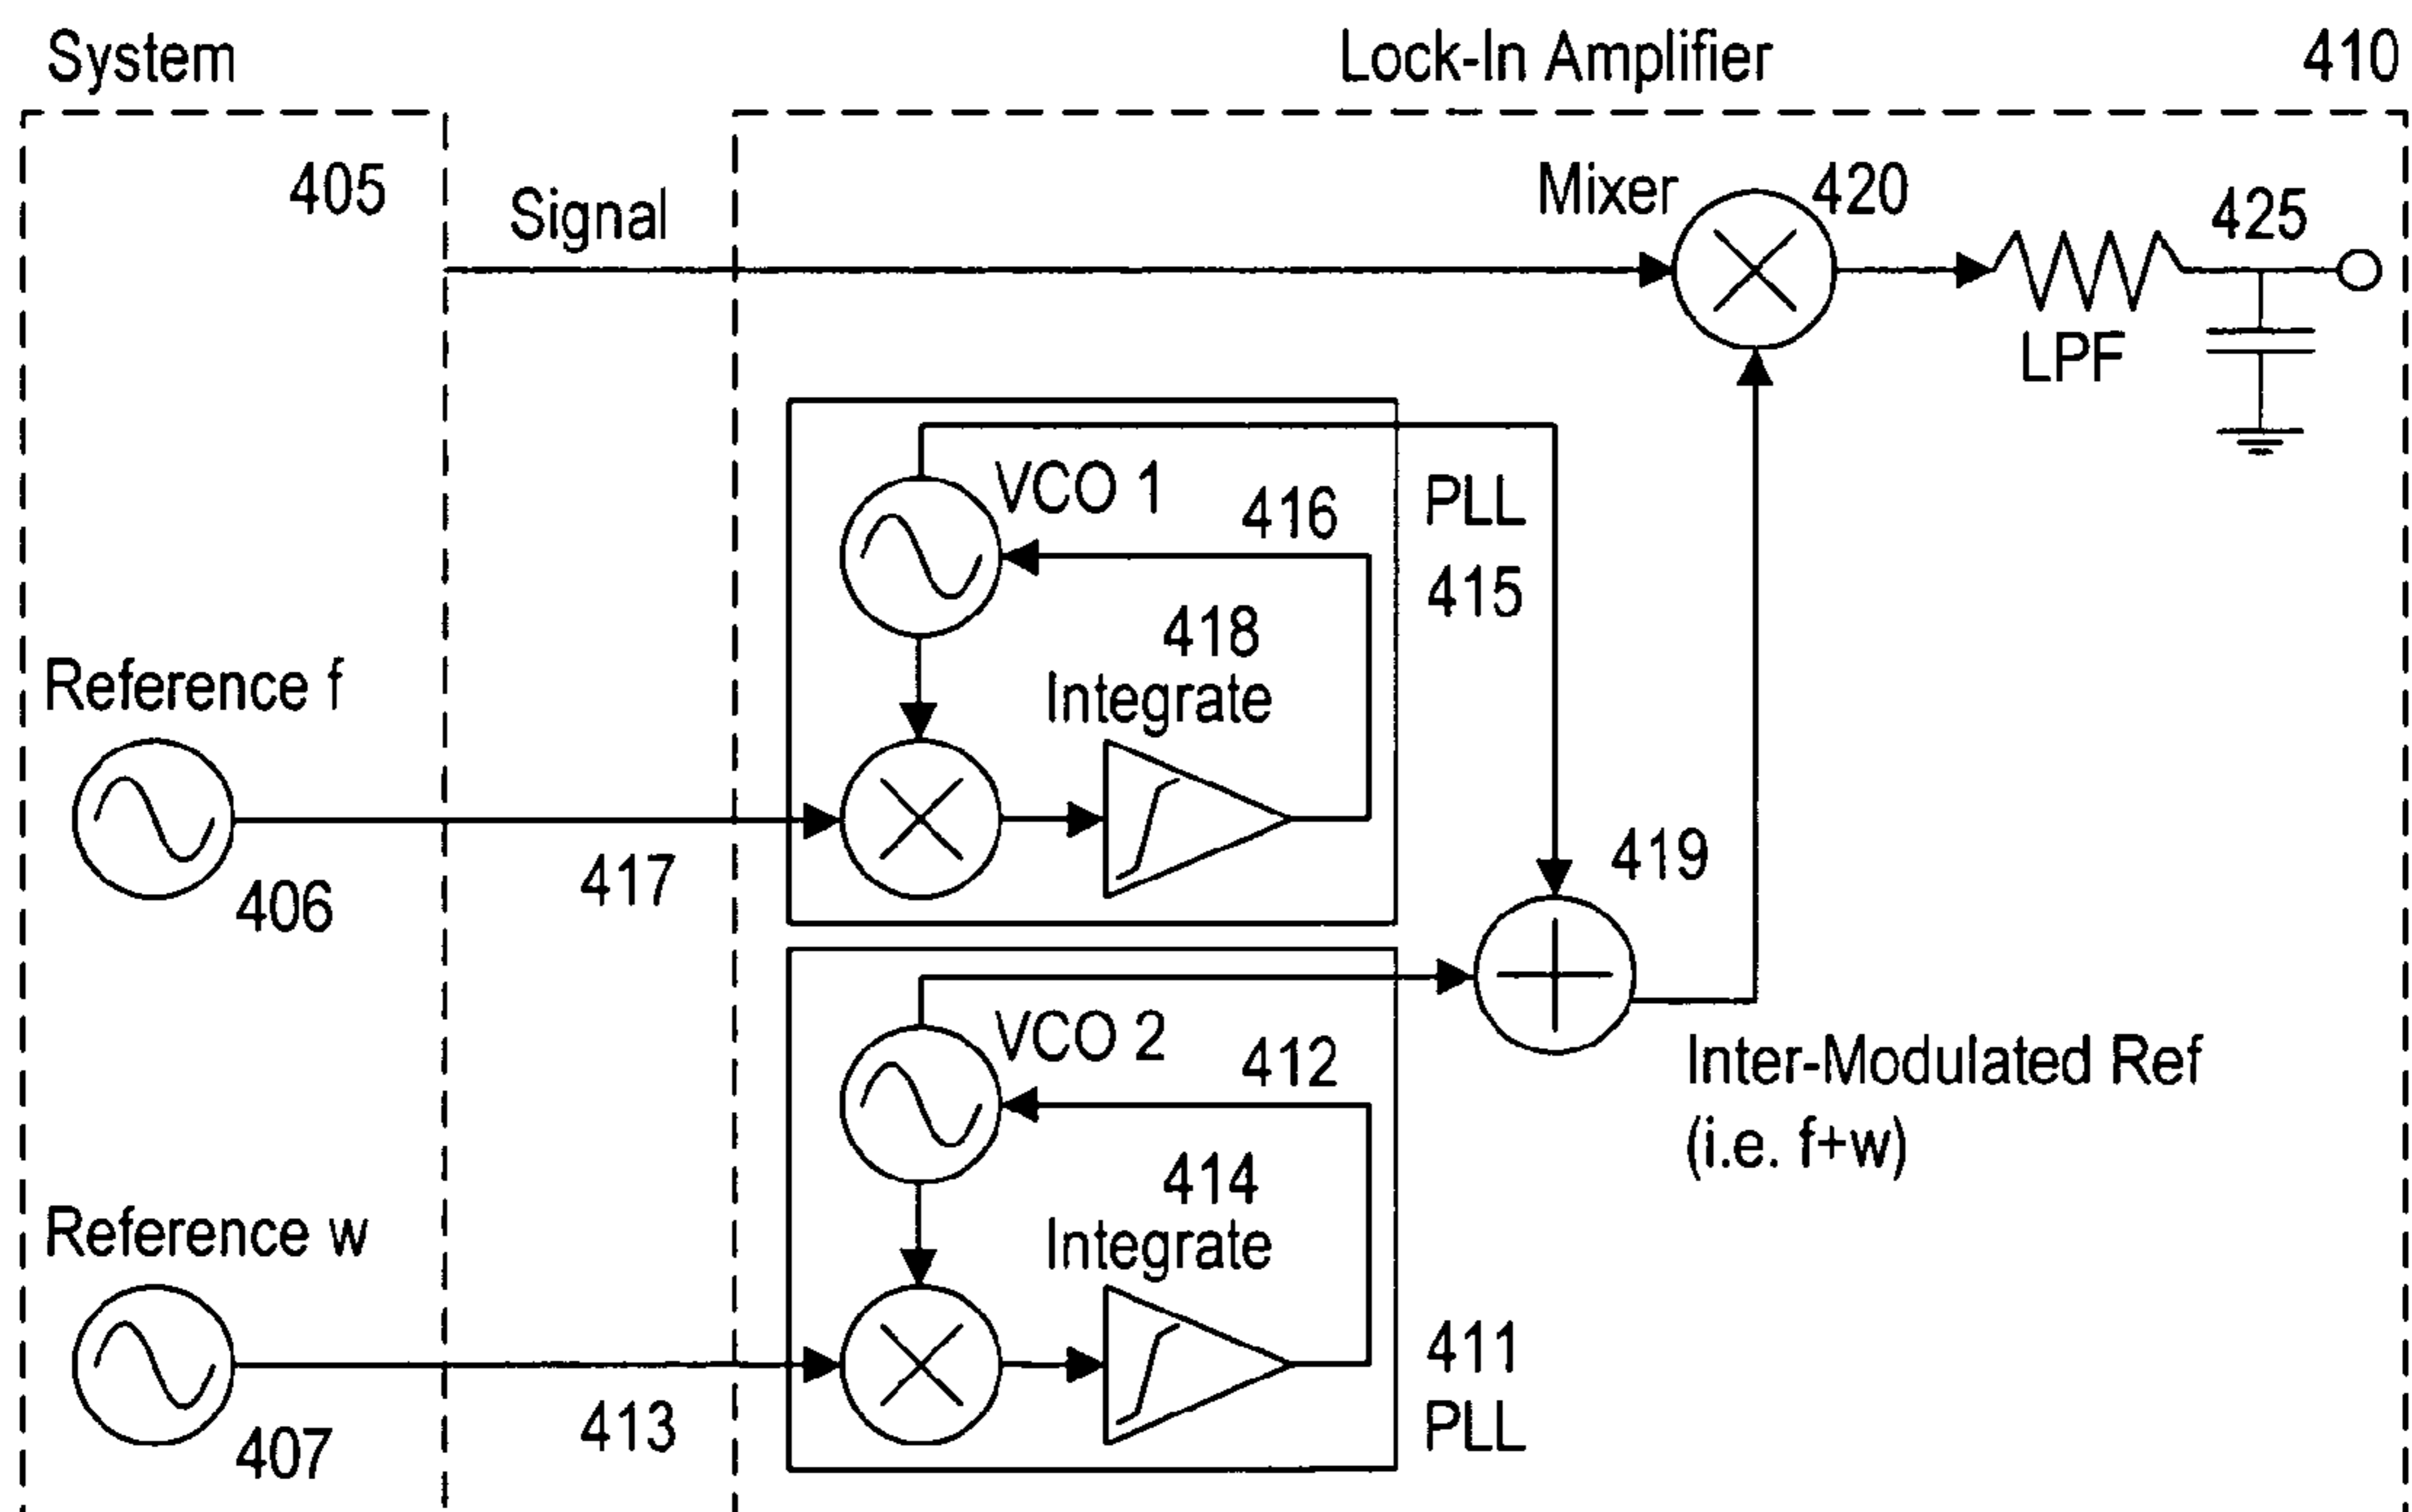 System
Lock-In Amplifier
410
405
Signal
Mixer
420
425
LPF
VCO 1
416
PLL
415
418
Integrate
Reference f
406
417
419
VCO 2
412
Inter-Modulated Ref
(i.e. f+w)
414
Integrate
Reference w
407
413
411
PLL